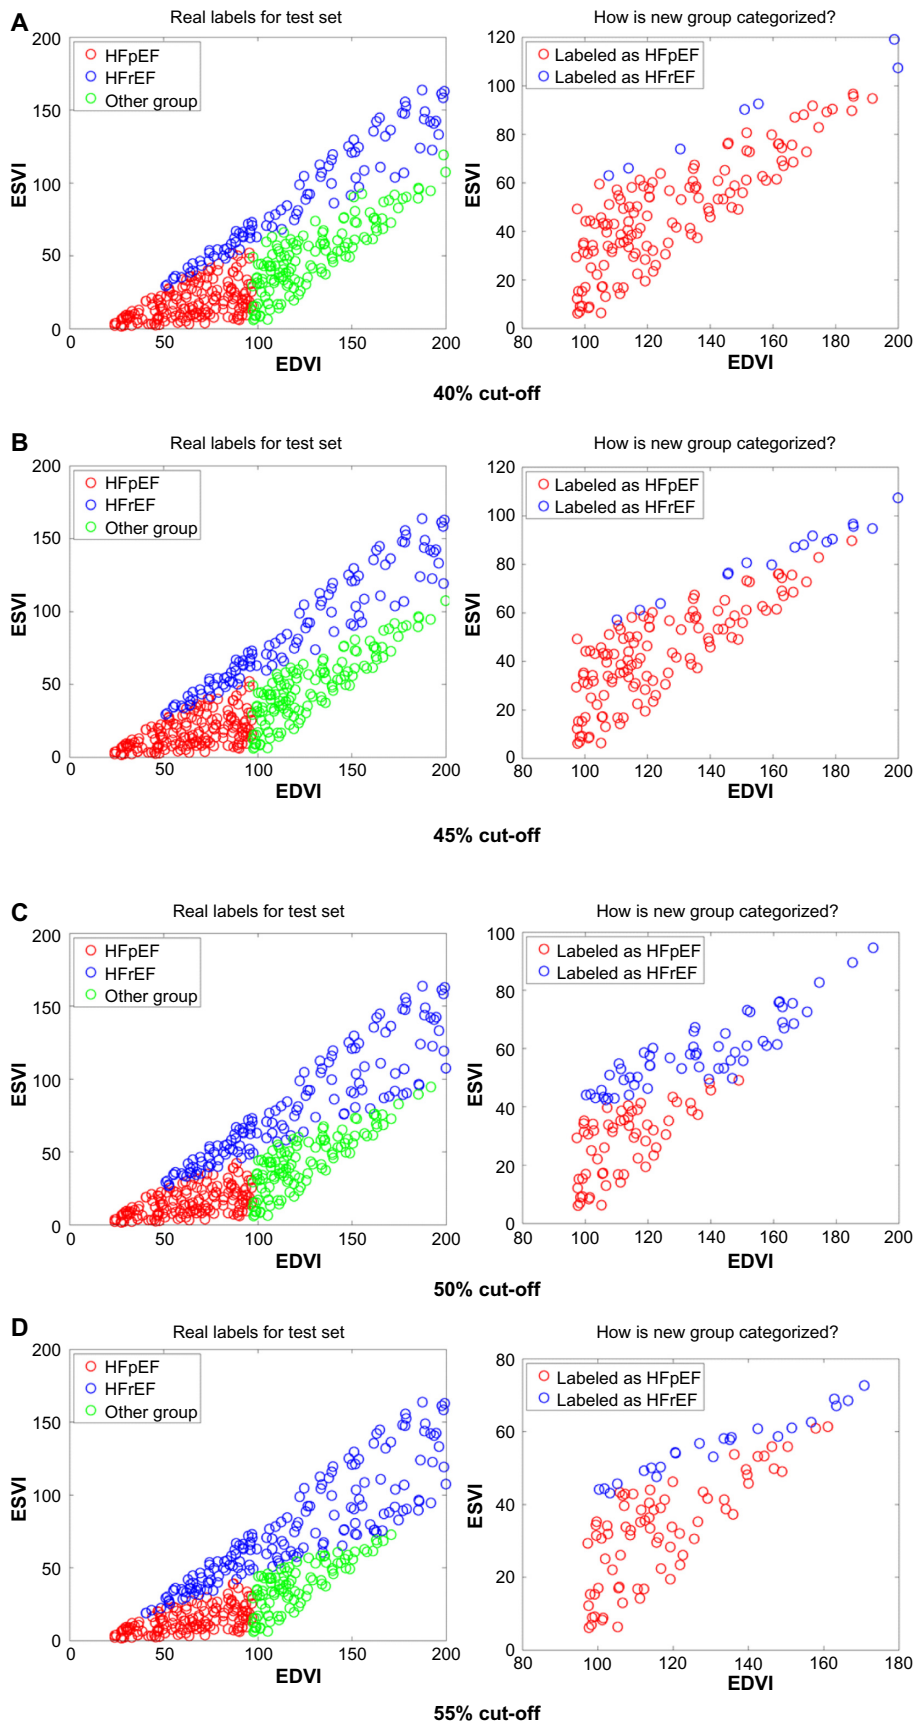 A
Real labels for test set
How is new group categorized?
200
150
100
50
0
ESVI
HFpEF
HFrEF
Other group
0
50
100
150
200
EDVI
120
100
80
60
40
20
0
ESVI
Labeled as HFpEF
Labeled as HFrEF
80
100
120
140
160
180
200
EDVI
40% cut-off
B
Real labels for test set
How is new group categorized?
200
150
100
50
0
ESVI
HFpEF
HFrEF
Other group
0
50
100
150
200
EDVI
120
100
80
60
40
20
0
ESVI
Labeled as HFpEF
Labeled as HFrEF
80
100
120
140
160
180
200
EDVI
45% cut-off
C
Real labels for test set
How is new group categorized?
200
150
100
50
0
ESVI
HFpEF
HFrEF
Other group
0
50
100
150
200
EDVI
100
80
60
40
20
0
ESVI
Labeled as HFpEF
Labeled as HFrEF
80
100
120
140
160
180
200
EDVI
50% cut-off
D
Real labels for test set
How is new group categorized?
200
150
100
50
0
ESVI
HFpEF
HFrEF
Other group
0
50
100
150
200
EDVI
80
60
40
20
0
ESVI
Labeled as HFpEF
Labeled as HFrEF
80
100
120
140
160
180
EDVI
55% cut-off